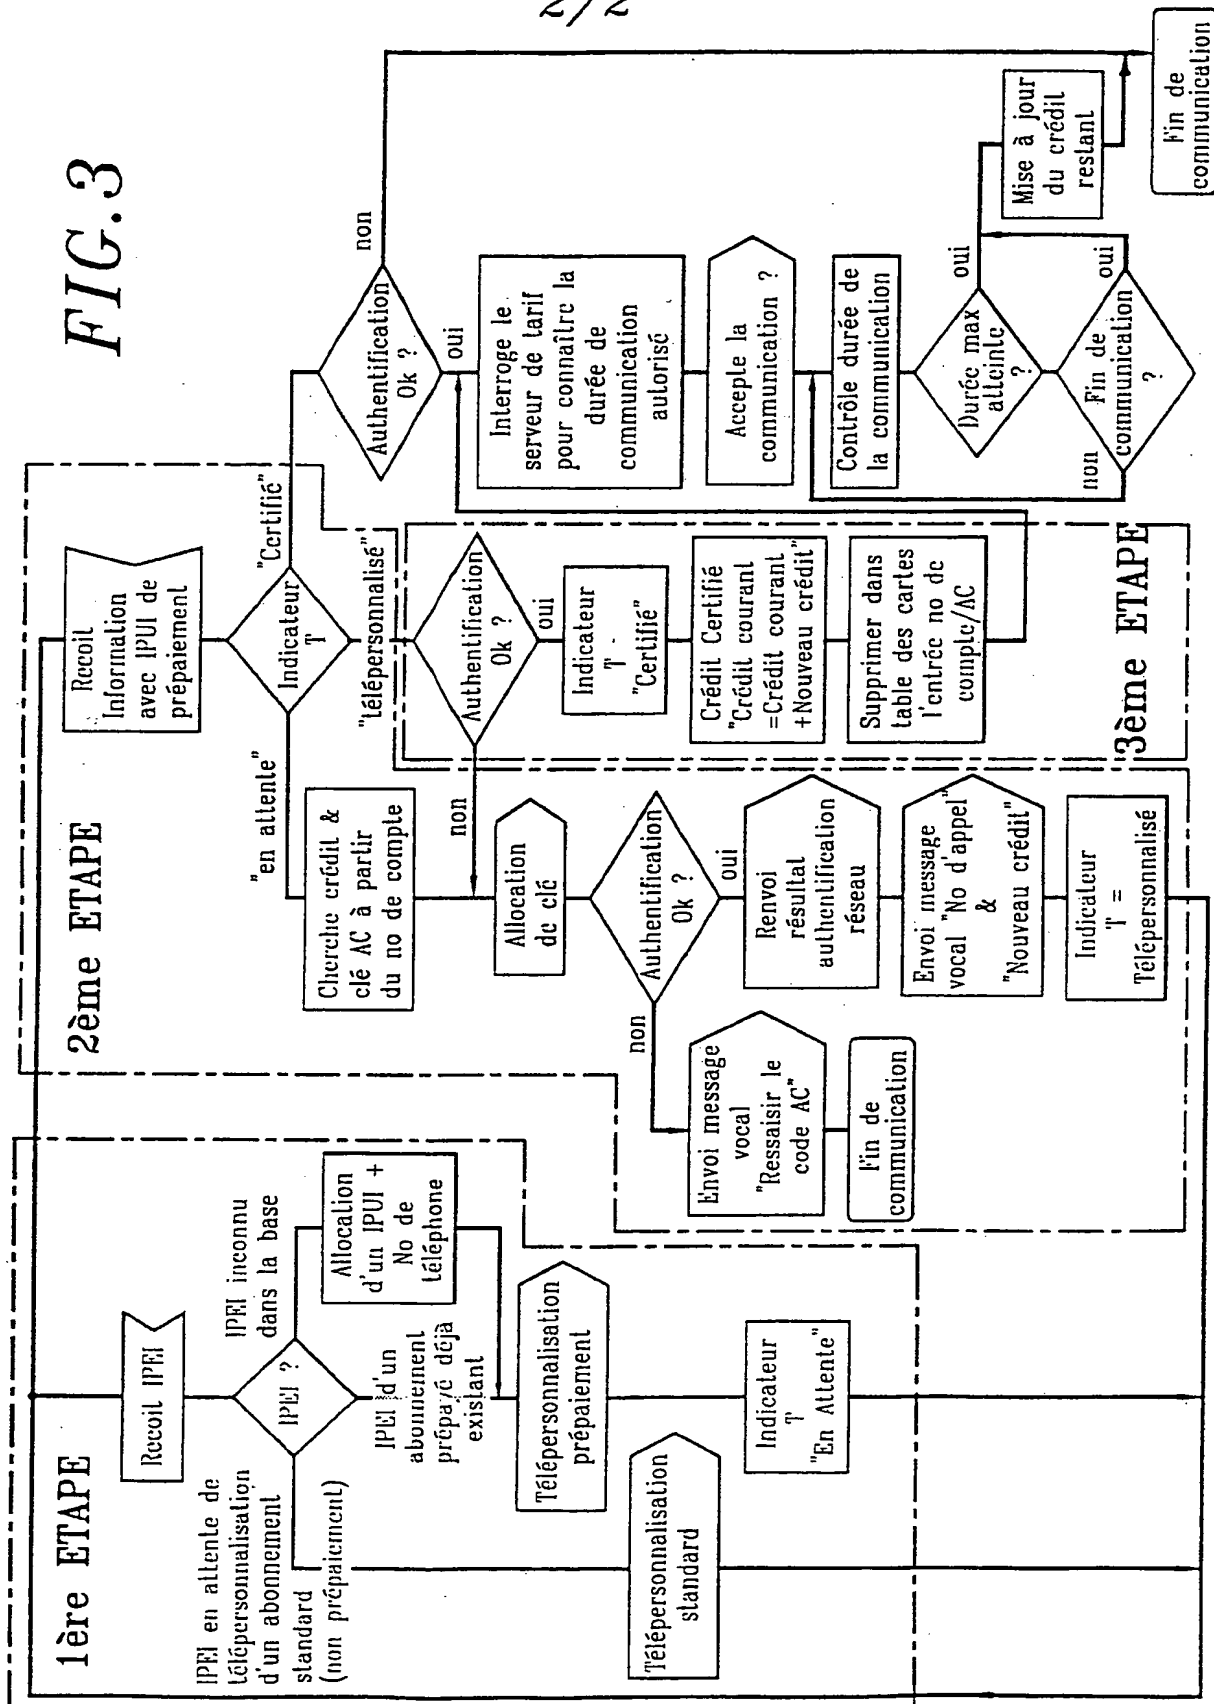 2/2
FIG.3
1ère ETAPE
Recoit IPEI
IPEI ?
IPEI en attente de
télépersonnalisation
d'un abonnement
standard
(non prépaiement)
IPEI inconnu
dans la base
Allocation
d'un IPUI +
No de
téléphone
IPEI d'un
abonnement
prépayé déjà
existant
Télépersonnalisation
prépaiement
Télépersonnalisation
standard
Indicateur
T
"En Attente"
2ème ETAPE
Recoit
Information
avec IPUI de
prépaiement
Indicateur
T
"en attente"
"Certifié"
"télépersonnalisé"
Cherche crédit &
clé AC à partir
du no de compte
Allocation
de clé
Authentification
Ok ?
non
oui
Envoi message
vocal
"Ressaisir le
code AC"
Fin de
communication
Renvoi
résultat
authentification
réseau
Envoi message
vocal "No d'appel"
&
"Nouveau crédit"
Indicateur
T =
Télépersonnalisé
Authentification
Ok ?
non
oui
Indicateur
T
"Certifié"
Crédit Certifié
"Crédit courant
=Crédit courant
+Nouveau crédit"
Supprimer dans
table des cartes
l'entrée no de
compte/AC
3ème ETAPE
Authentification
Ok ?
non
oui
Interroge le
serveur de tarif
pour connaître la
durée de
communication
autorisé
Accepte la
communication ?
Contrôle durée de
la communication
Durée max
atteinte
?
oui
Fin de
communication
?
non
oui
Mise à jour
du crédit
restant
Fin de
communication